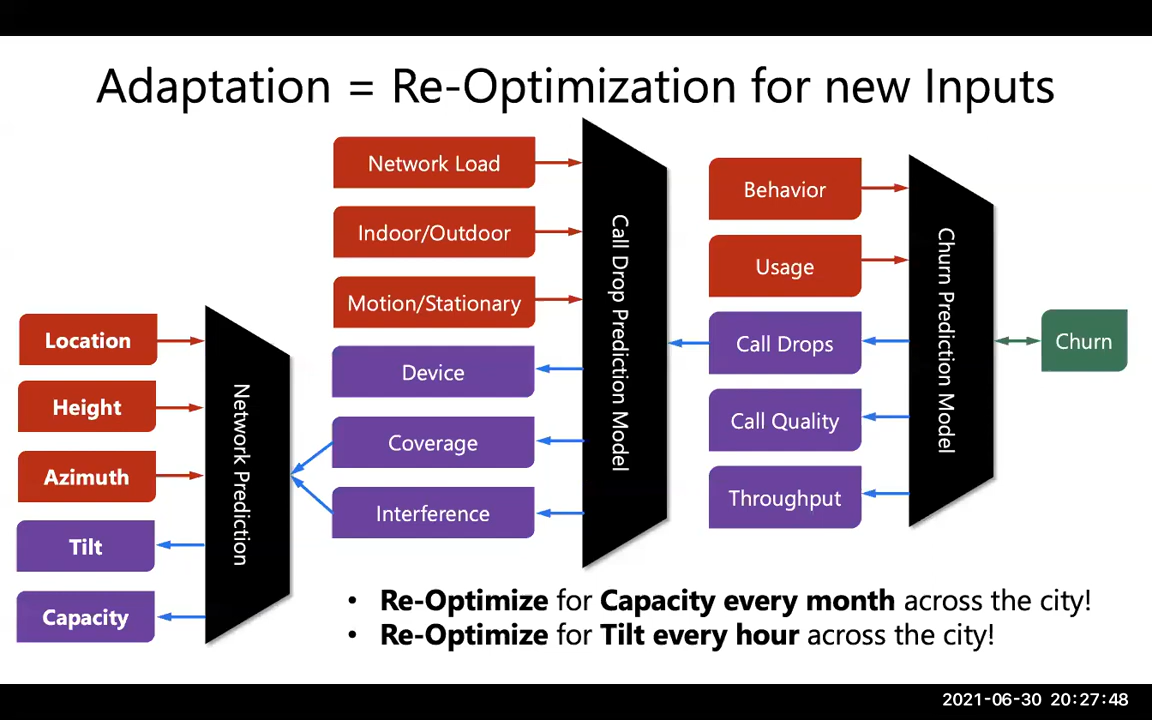 Adaptation = Re-Optimization for new Inputs
Location
Height
Azimuth
Tilt
Capacity
Network Prediction
Network Load
Indoor/Outdoor
Motion/Stationary
Device
Coverage
Interference
Call Drop Prediction Model
Behavior
Usage
Call Drops
Call Quality
Throughput
Churn Prediction Model
Churn
• Re-Optimize for Capacity every month across the city!
• Re-Optimize for Tilt every hour across the city!
2021-06-30 20:27:48